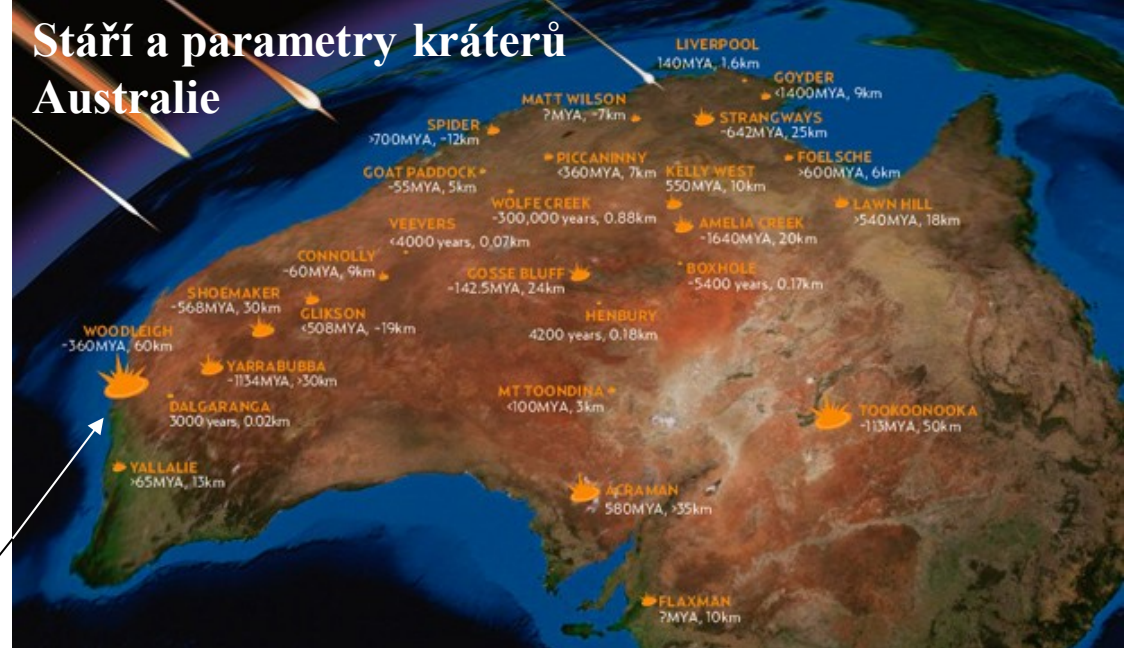 Stáří a parametry kráterů
Australie
LIVERPOOL
140MYA, 1.6km
GOYDER
<1400MYA, 9km
MATT WILSON
?MYA, ~7km
STRANGWAYS
~642MYA, 25km
SPIDER
>700MYA, ~12km
PICCANINNY
<360MYA, 7km
FOELSCHE
>600MYA, 6km
GOAT PADDOCK
~55MYA, 5km
KELLY WEST
550MYA, 10km
WOLFE CREEK
~300,000 years, 0.88km
LAWN HILL
>540MYA, 18km
VEEVERS
<4000 years, 0,07km
AMELIA CREEK
~1640MYA, 20km
CONNOLLY
~60MYA, 9km
GOSSE BLUFF
~142.5MYA, 24km
BOXHOLE
~5400 years, 0.17km
SHOEMAKER
~568MYA, 30km
GLIKSON
<508MYA, ~19km
HENBURY
4200 years, 0.18km
WOODLEIGH
~360MYA, 60km
YARRABUBBA
~1134MYA, >30km
MT TOONDINA
<100MYA, 3km
DALGARANGA
3000 years, 0.02km
TOOKOONOOKA
~113MYA, 50km
YALLALIE
>65MYA, 13km
ACRAMAN
580MYA, >35km
FLAXMAN
?MYA, 10km